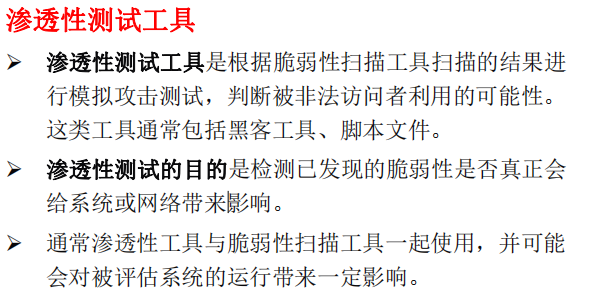 渗透性测试工具
➢ 渗透性测试工具是根据脆弱性扫描工具扫描的结果进
行模拟攻击测试，判断被非法访问者利用的可能性。
这类工具通常包括黑客工具、脚本文件。
➢ 渗透性测试的目的是检测已发现的脆弱性是否真正会
给系统或网络带来影响。
➢ 通常渗透性工具与脆弱性扫描工具一起使用，并可能
会对被评估系统的运行带来一定影响。